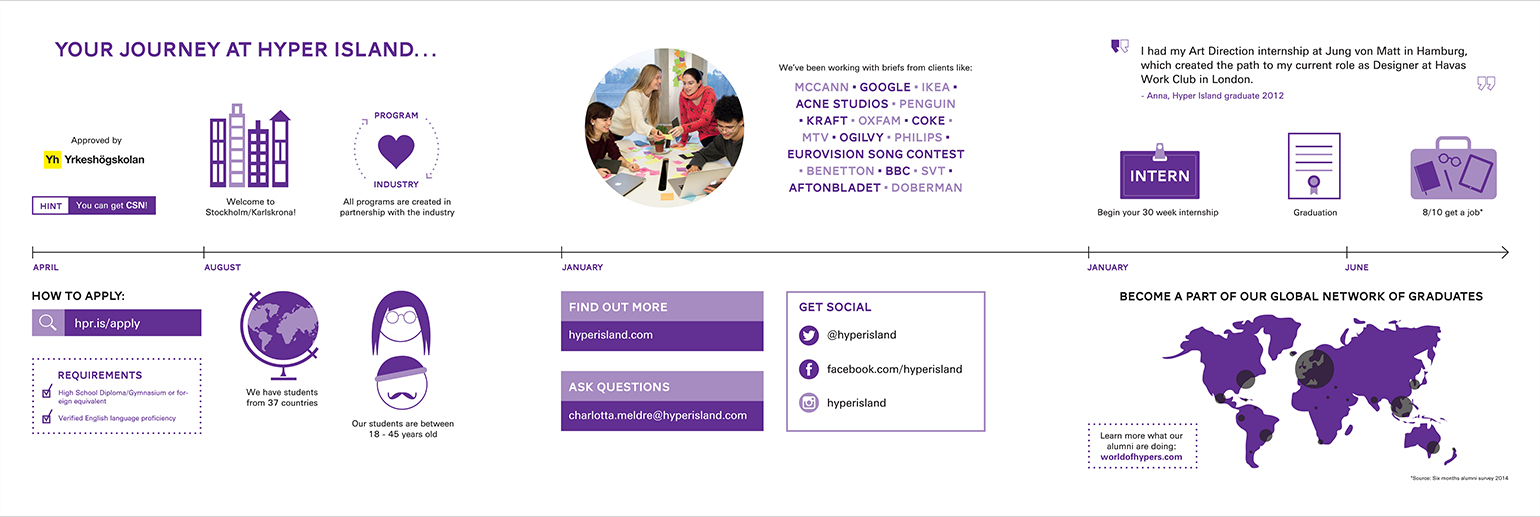 YOUR JOURNEY AT HYPER ISLAND...
Approved by
Yh Yrkeshögskolan
HINT You can get CSN!
Welcome to
Stockholm/Karlskrona!
PROGRAM
INDUSTRY
All programs are created in
partnership with the industry
We've been working with briefs from clients like:
MCCANN • GOOGLE • IKEA •
ACNE STUDIOS • PENGUIN
• KRAFT • OXFAM • COKE •
MTV • OGILVY • PHILIPS •
EUROVISION SONG CONTEST
• BENETTON • BBC • SVT •
AFTONBLADET • DOBERMAN
I had my Art Direction internship at Jung von Matt in Hamburg,
which created the path to my current role as Designer at Havas
Work Club in London.
- Anna, Hyper Island graduate 2012
INTERN
Begin your 30 week internship
Graduation
8/10 get a job*
APRIL
AUGUST
JANUARY
JANUARY
JUNE
HOW TO APPLY:
hpr.is/apply
REQUIREMENTS
High School Diploma/Gymnasium or for-
eign equivalent
Verified English language proficiency
We have students
from 37 countries
Our students are between
18 - 45 years old
FIND OUT MORE
hyperisland.com
ASK QUESTIONS
charlotta.meldre@hyperisland.com
GET SOCIAL
@hyperisland
facebook.com/hyperisland
hyperisland
BECOME A PART OF OUR GLOBAL NETWORK OF GRADUATES
Learn more what our
alumni are doing:
worldofhypers.com
*Source: Six months alumni survey 2014